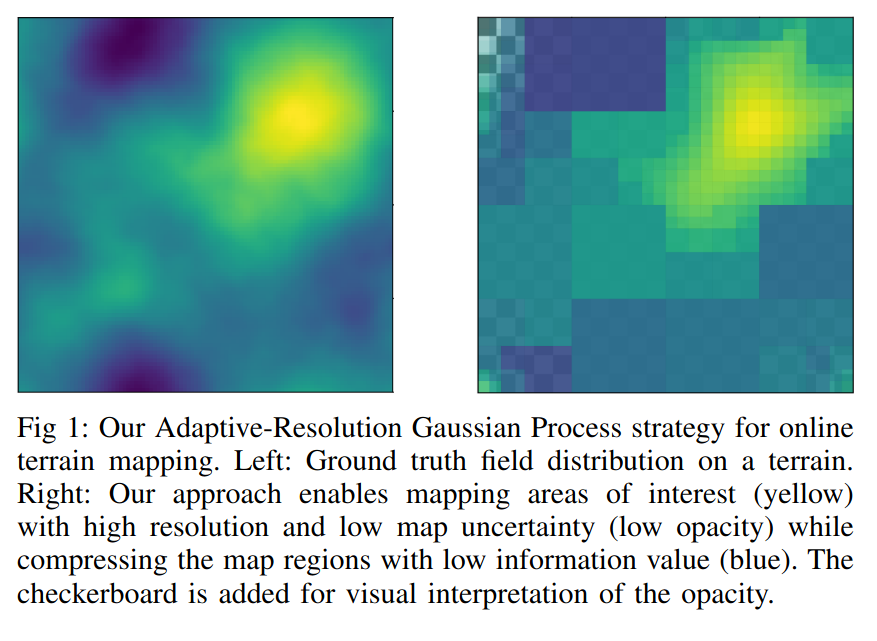 Fig 1: Our Adaptive-Resolution Gaussian Process strategy for online
terrain mapping. Left: Ground truth field distribution on a terrain.
Right: Our approach enables mapping areas of interest (yellow)
with high resolution and low map uncertainty (low opacity) while
compressing the map regions with low information value (blue). The
checkerboard is added for visual interpretation of the opacity.